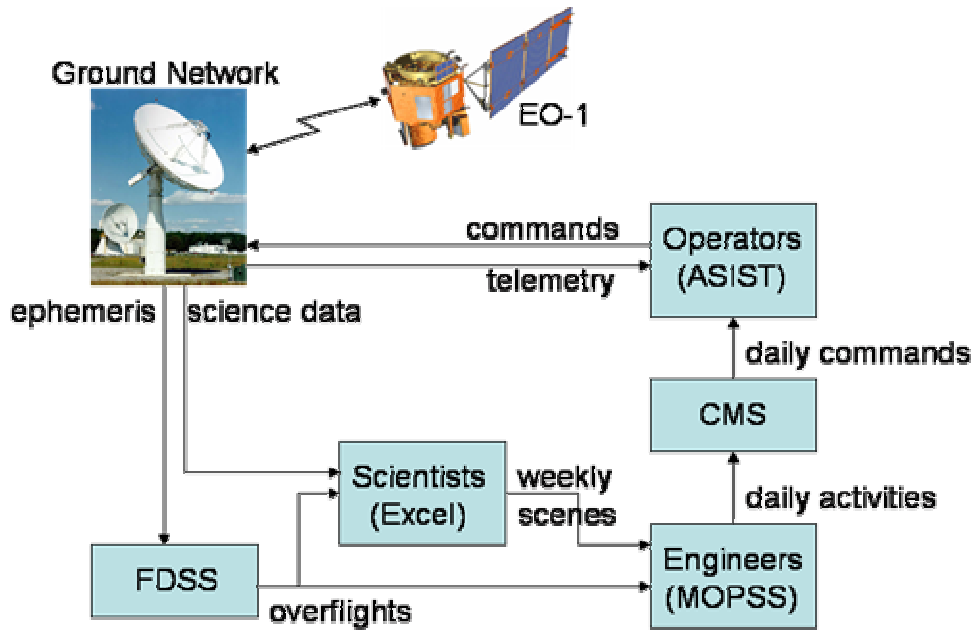 Ground Network
EO-1
commands
telemetry
Operators
(ASIST)
ephemeris
science data
daily commands
CMS
Scientists
(Excel)
weekly
scenes
daily activities
FDSS
overflights
Engineers
(MOPSS)